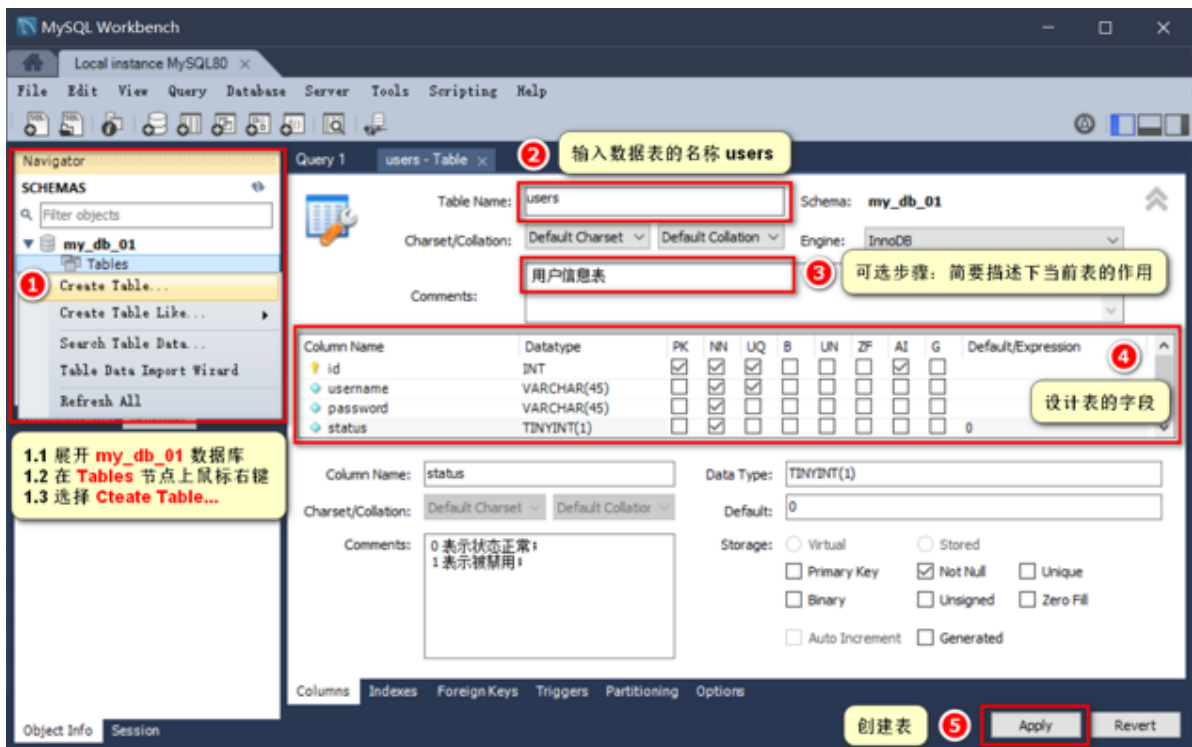 MySQL Workbench
Local instance MySQL80
File Edit View Query Database Server Tools Scripting Help
Navigator
SCHEMAS
Filter objects
my_db_01
Tables
1
Create Table...
Create Table Like...
Search Table Data...
Table Data Import Wizard
Refresh All
1.1 展开 my_db_01 数据库
1.2 在 Tables 节点上鼠标右键
1.3 选择 Cteate Table...
Object Info Session
Query 1 users - Table
2 输入数据表的名称 users
Table Name: users Schema: my_db_01
Charset/Collation: Default Charset Default Collation Engine: InnoDB
用户信息表 3 可选步骤：简要描述下当前表的作用
Comments:
Column Name Datatype PK NN UQ B UN ZF AI G Default/Expression
id INT
username VARCHAR(45)
password VARCHAR(45)
status TINYINT(1) 0
4
设计表的字段
Column Name: status Data Type: TINYINT(1)
Charset/Collation: Default Charset Default Collation Default: 0
Comments: 0 表示状态正常； Storage: Virtual Stored
1 表示被禁用；
Primary Key Not Null Unique
Binary Unsigned Zero Fill
Auto Increment Generated
Columns Indexes Foreign Keys Triggers Partitioning Options
创建表 5 Apply Revert